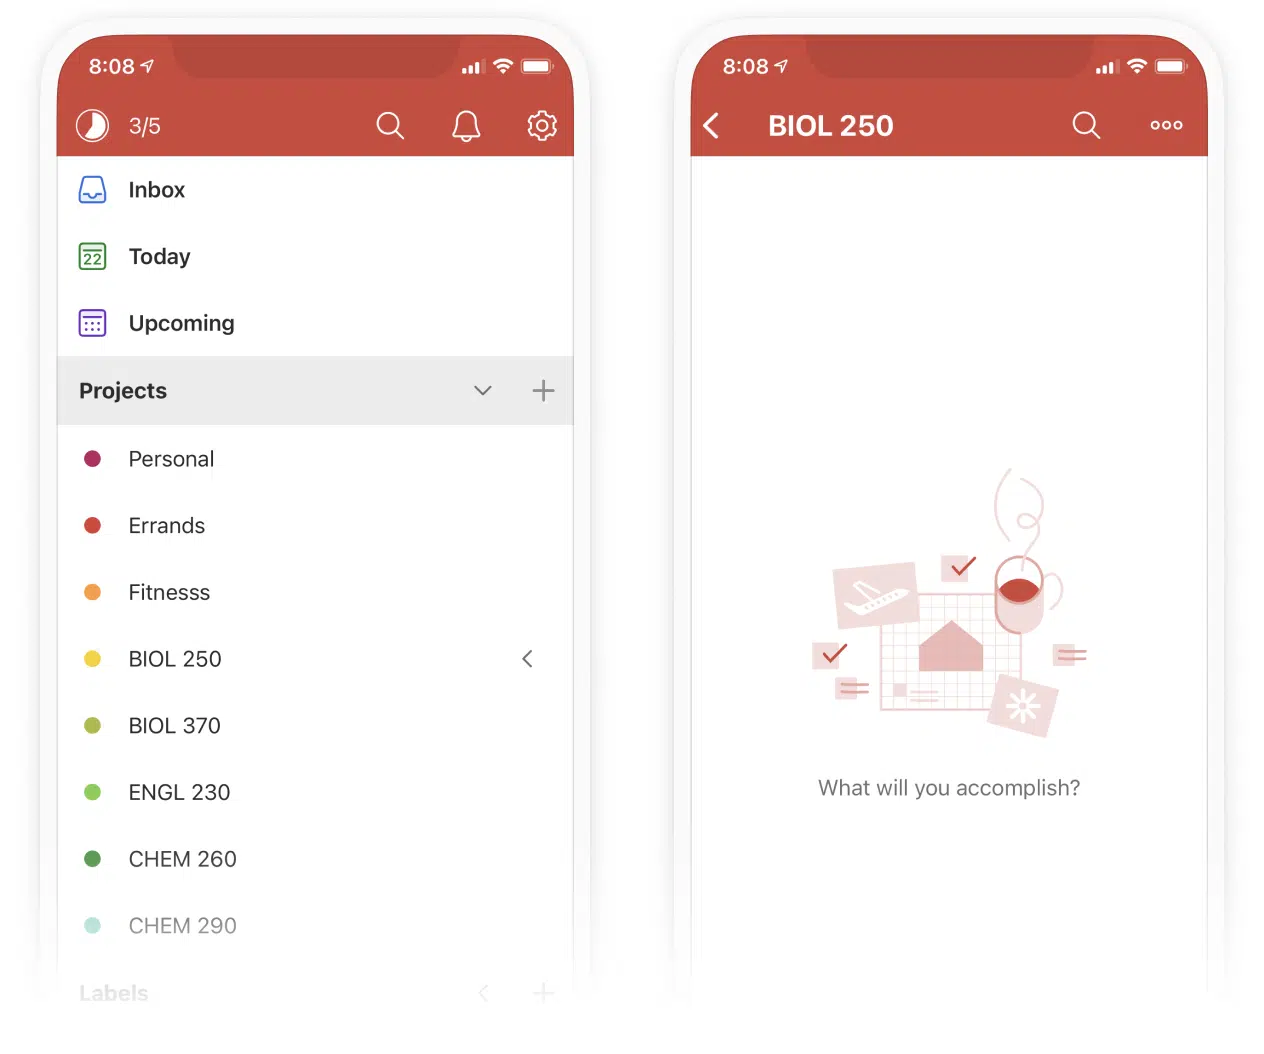 8:08
3/5
Inbox
22
Today
Upcoming
Projects
Personal
Errands
Fitnesss
BIOL 250
BIOL 370
ENGL 230
CHEM 260
CHEM 290
Labels
8:08
BIOL 250
What will you accomplish?